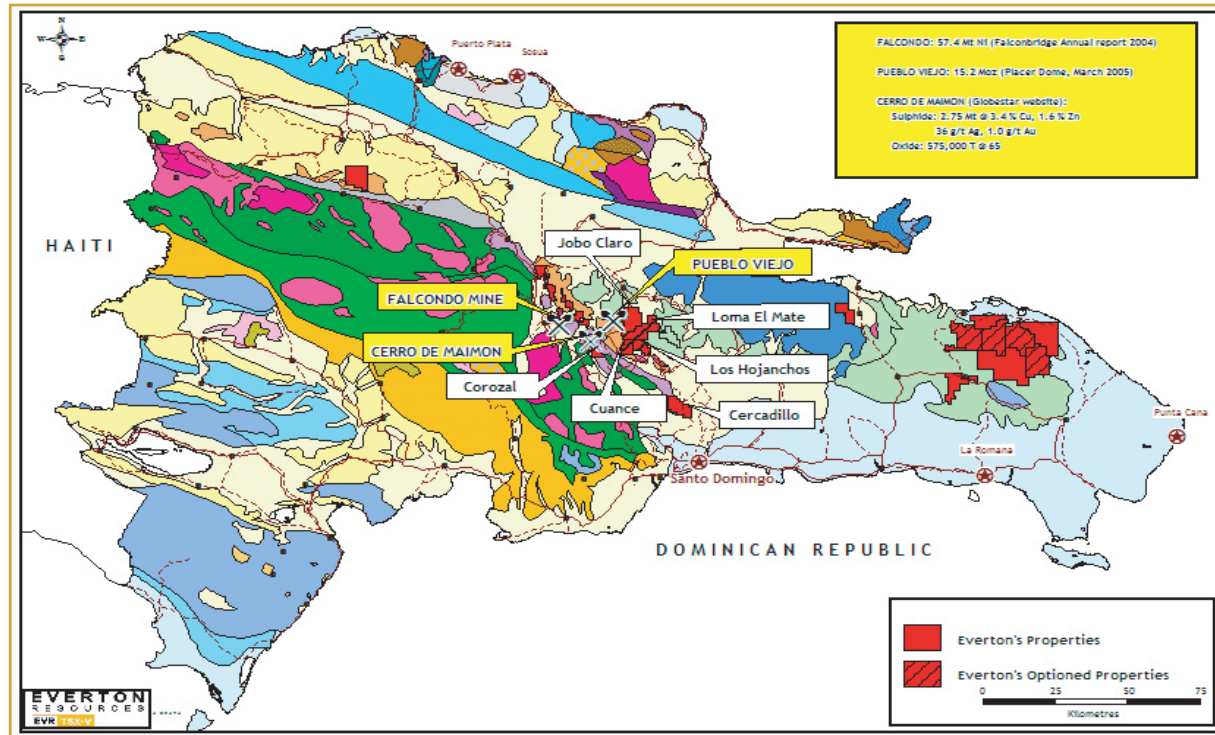 N
W E
S
Puerto Plata
Sosua
FALCONDO: 57.4 Mt Ni (Falconbridge Annual report 2004)
PUEBLO VIEJO: 15.2 Moz (Placer Dome, March 2005)
CERRO DE MAIMON (Globestar website):
Sulphide: 2.75 Mt @ 3.4 % Cu, 1.6 % Zn
36 g/t Ag, 1.0 g/t Au
Oxide: 575,000 T @ 65
HAITI
Jobo Claro
PUEBLO VIEJO
FALCONDO MINE
Loma El Mate
CERRO DE MAIMON
Los Hojanchos
Corozal
Cuance
Cercadillo
Punta Cana
La Romana
Santo Domingo
DOMINICAN REPUBLIC
Everton's Properties
Everton's Optioned Properties
0 25 50 75
Kilometres
EVERTON
RESOURCES
EVR TSX-V